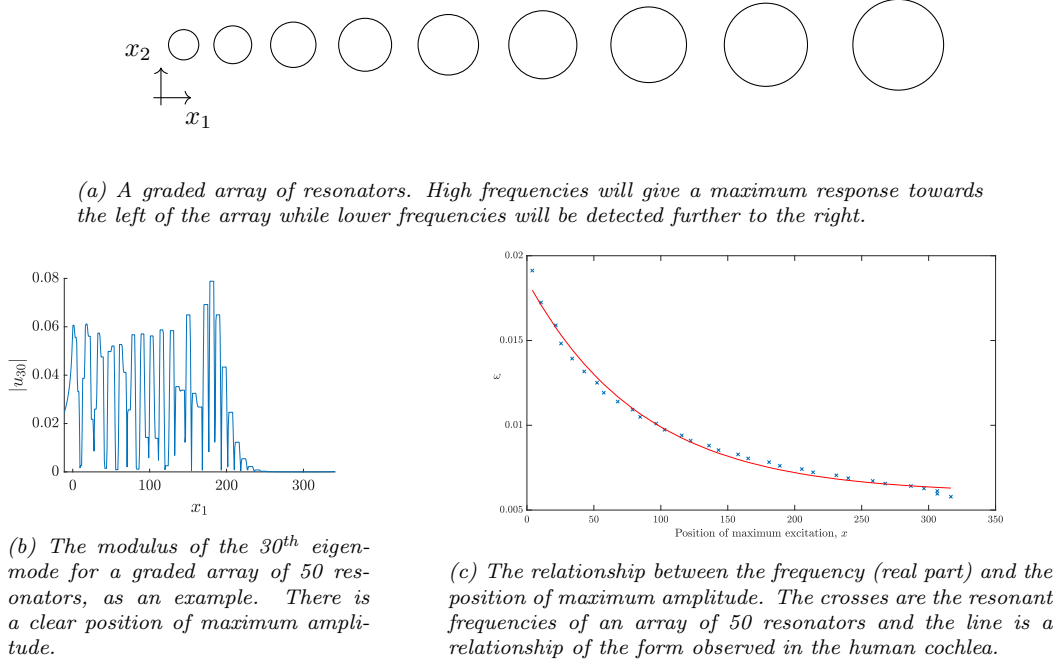 x₂
x₁
(a) A graded array of resonators. High frequencies will give a maximum response towards
the left of the array while lower frequencies will be detected further to the right.
0.08
0.06
0.04
0.02
0
|u₃₀|
0 100 200 300
x₁
(b) The modulus of the 30th eigen-
mode for a graded array of 50 res-
onators, as an example. There is
a clear position of maximum ampli-
tude.
0.02
0.015
ω
0.01
0.005
0 50 100 150 200 250 300 350
Position of maximum excitation, x
(c) The relationship between the frequency (real part) and the
position of maximum amplitude. The crosses are the resonant
frequencies of an array of 50 resonators and the line is a
relationship of the form observed in the human cochlea.